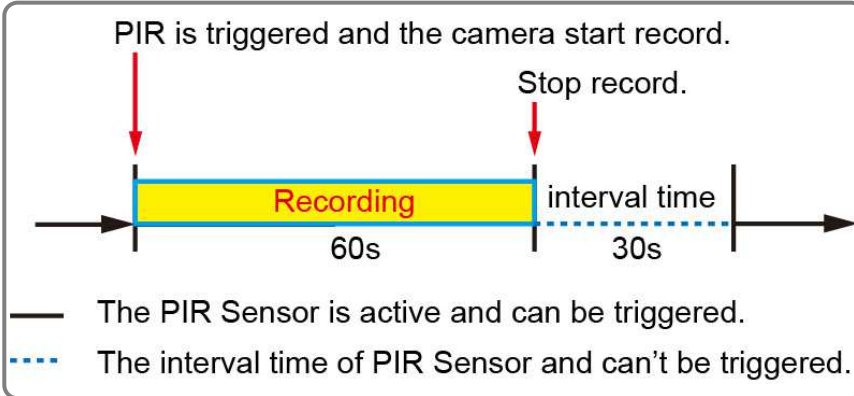 PIR is triggered and the camera start record.
Stop record.
Recording
interval time
60s
30s
The PIR Sensor is active and can be triggered.
The interval time of PIR Sensor and can't be triggered.